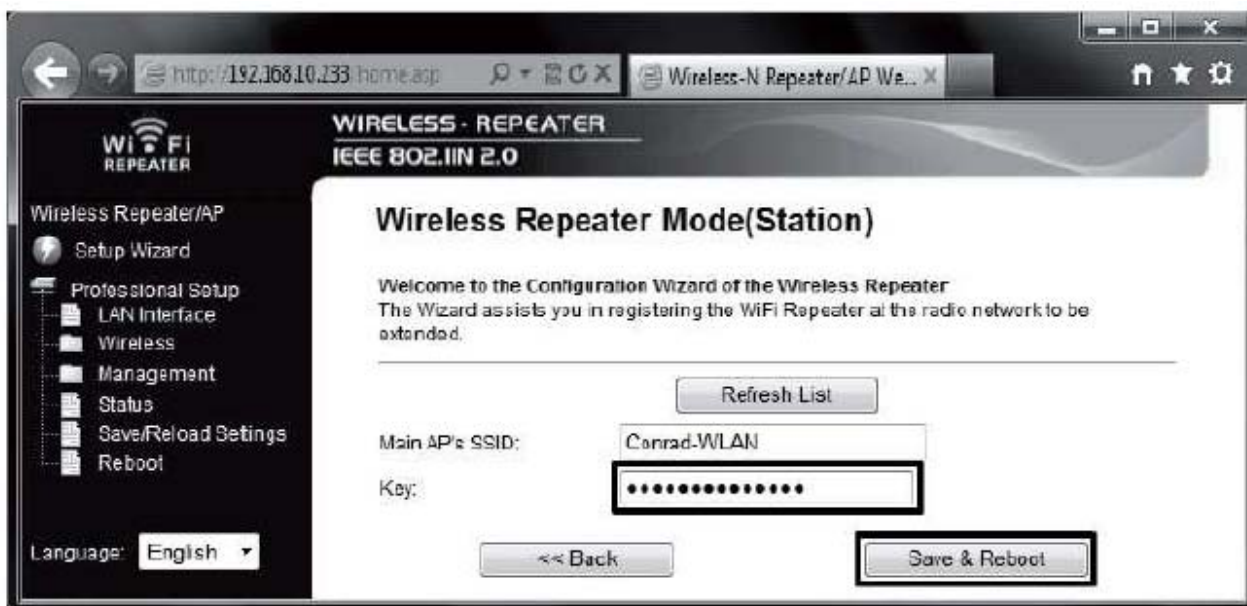 http://192.168.10.233/home.asp
Wireless-N Repeater/AP We...
Wi Fi
REPEATER
WIRELESS - REPEATER
IEEE 802.11N 2.0
Wireless Repeater/AP
Setup Wizard
Professional Setup
LAN Interface
Wireless
Management
Status
Save/Reload Settings
Reboot
Language: English
Wireless Repeater Mode(Station)
Welcome to the Configuration Wizard of the Wireless Repeater
The Wizard assists you in registering the WiFi Repeater at the radio network to be
extended.
Refresh List
Main AP's SSID: Conrad-WLAN
Key: ••••••••••••••
<< Back
Save & Reboot